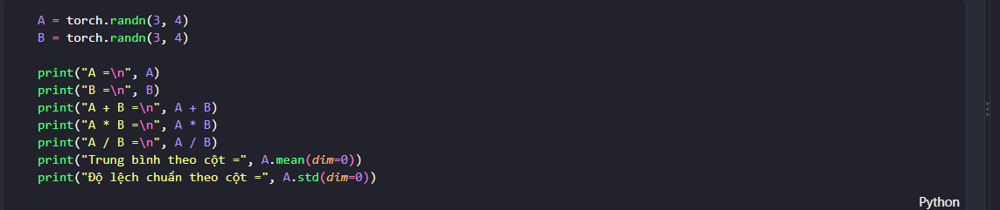 A = torch.randn(3, 4)
B = torch.randn(3, 4)

print("A =\n", A)
print("B =\n", B)
print("A + B =\n", A + B)
print("A * B =\n", A * B)
print("A / B =\n", A / B)
print("Trung bình theo cột =", A.mean(dim=0))
print("Độ lệch chuẩn theo cột =", A.std(dim=0))
Python